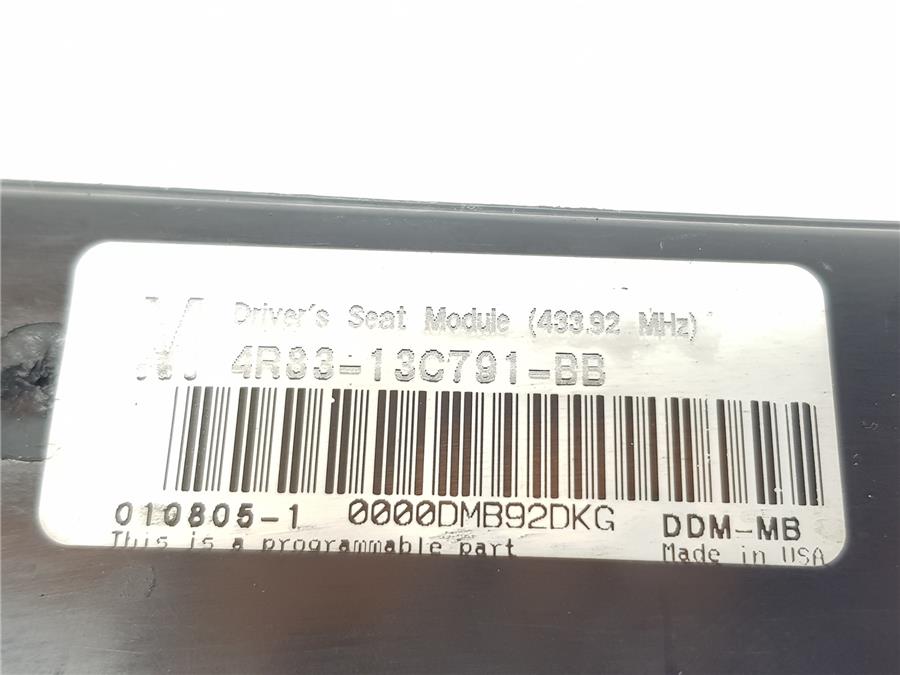 Driver's Seat Module (433.92 MHz)
4R83-13C791-BB
010805-1 0000DMB92DKG DDM-MB
This is a programmable part Made in USA